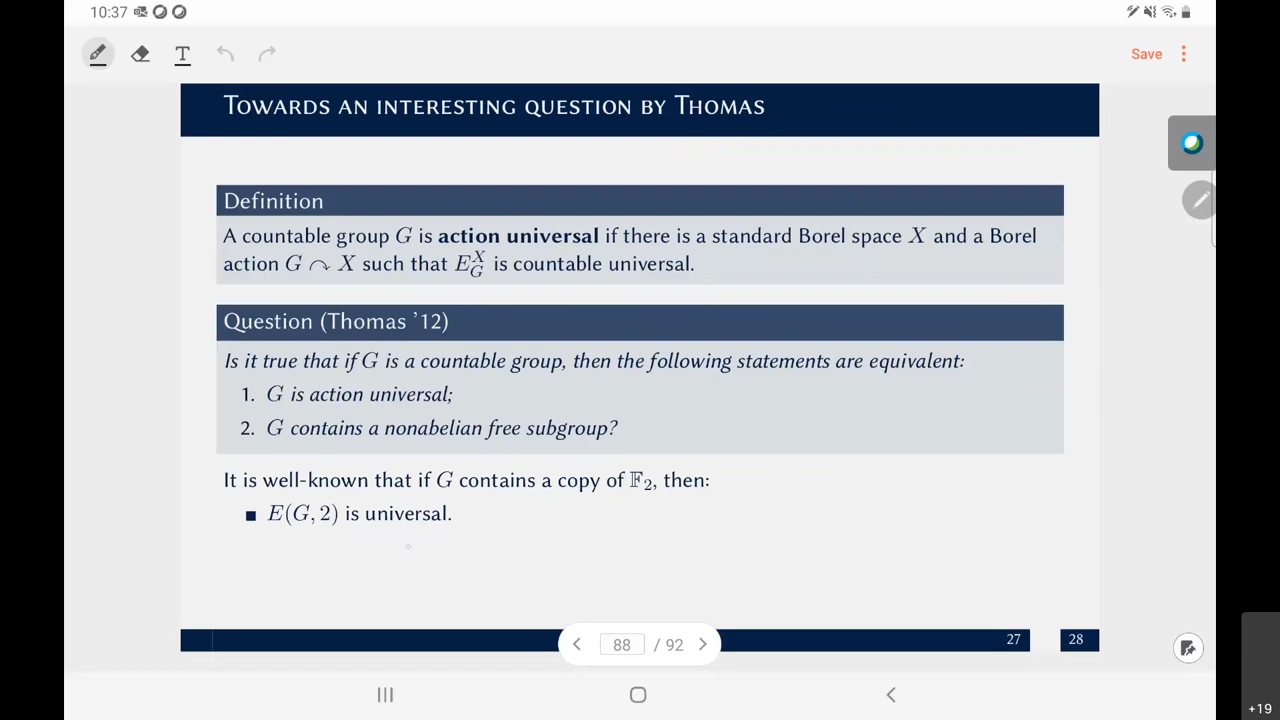 10:37
Save
Towards an interesting question by Thomas
Definition
A countable group G is action universal if there is a standard Borel space X and a Borel
action G ↷ X such that E_G^X is countable universal.
Question (Thomas ’12)
Is it true that if G is a countable group, then the following statements are equivalent:
1. G is action universal;
2. G contains a nonabelian free subgroup?
It is well-known that if G contains a copy of 𝔽₂, then:
■ E(G, 2) is universal.
27 28
88 / 92
+19